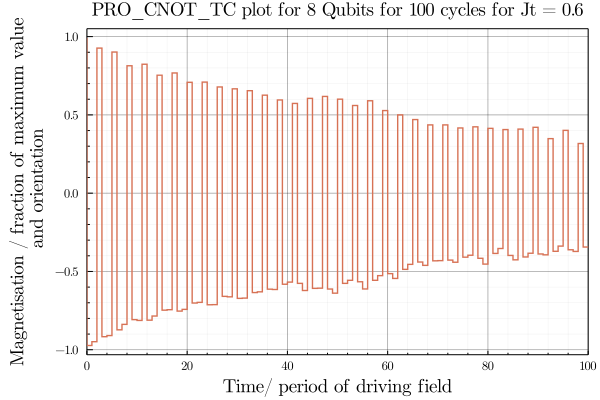 PRO_CNOT_TC plot for 8 Qubits for 100 cycles for Jt = 0.6
Magnetisation / fraction of maximum value
and orientation
1.0
0.5
0.0
−0.5
−1.0
0 20 40 60 80 100
Time/ period of driving field